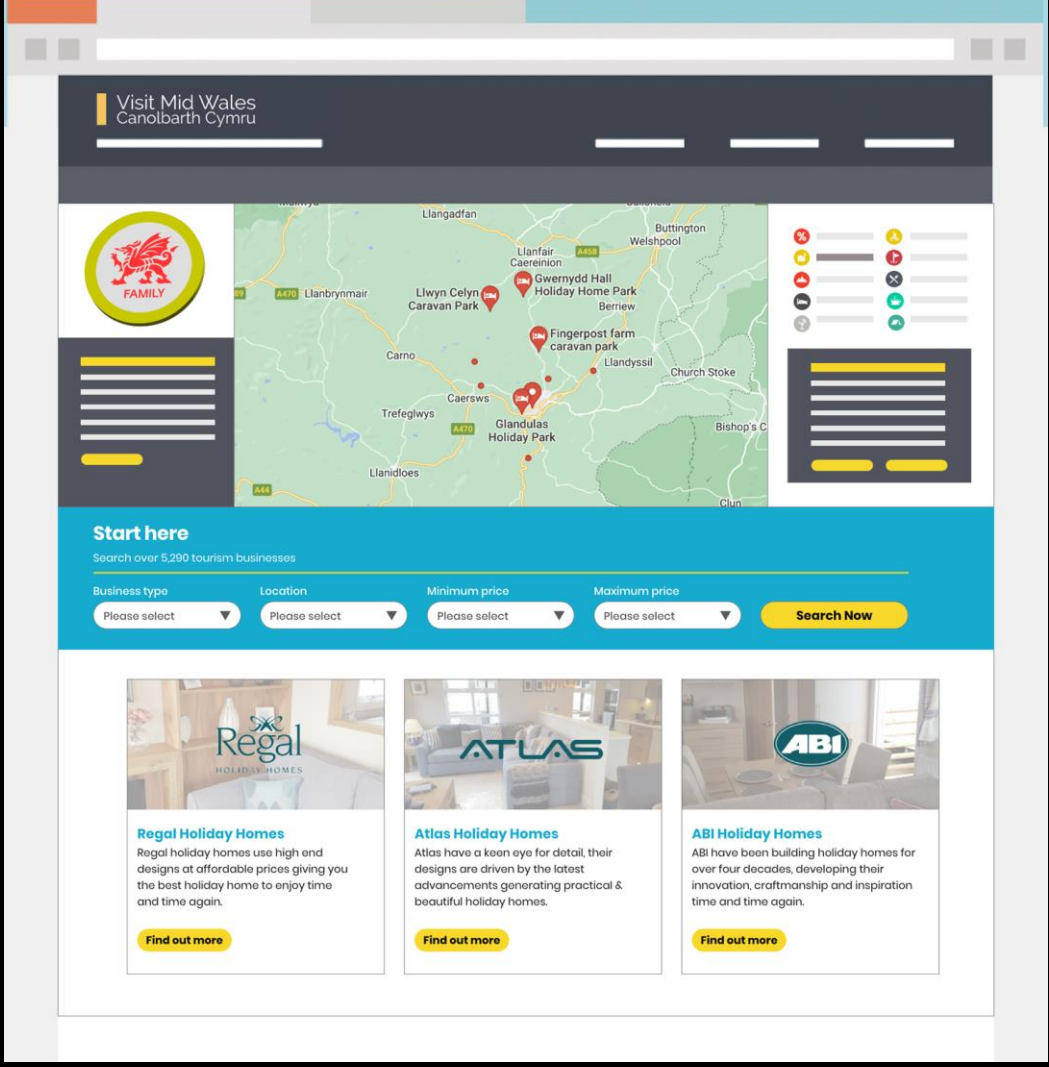 Visit Mid Wales
Canolbarth Cymru
FAMILY
Llangadfan
Buttington
Welshpool
Llanfair
Caereinion
A458
Gwernydd Hall
Holiday Home Park
A470
Llanbrynmair
Llwyn Celyn
Caravan Park
Berriew
Fingerpost farm
caravan park
Carno
Llandyssil
Church Stoke
Caersws
Trefeglwys
A470
Glandulas
Holiday Park
Bishop's C
Llanidloes
A44
Clun
%
Start here
Search over 5,290 tourism businesses
Business type
Location
Minimum price
Maximum price
Please select
Please select
Please select
Please select
Search Now
Regal
HOLIDAY HOMES
ATLAS
ABI
Regal Holiday Homes
Regal holiday homes use high end
designs at affordable prices giving you
the best holiday home to enjoy time
and time again.
Find out more
Atlas Holiday Homes
Atlas have a keen eye for detail, their
designs are driven by the latest
advancements generating practical &
beautiful holiday homes.
Find out more
ABI Holiday Homes
ABI have been building holiday homes for
over four decades, developing their
innovation, craftmanship and inspiration
time and time again.
Find out more